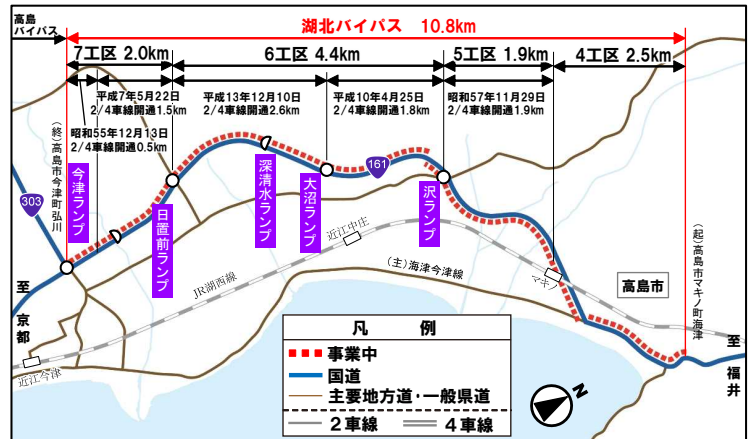 高島
バイパス
湖北バイパス 10.8km
7工区 2.0km
6工区 4.4km
5工区 1.9km
4工区 2.5km
平成7年5月22日
2/4車線開通1.5km
平成13年12月10日
2/4車線開通2.6km
平成10年4月25日
2/4車線開通1.8km
昭和57年11月29日
2/4車線開通1.9km
昭和55年12月13日
2/4車線開通0.5km
(終)高島市今津町弘川
303
今津ランプ
日置前ランプ
深清水ランプ
大沼ランプ
161
沢ランプ
(起)高島市マキノ町海津
近江中庄
JR湖西線
(主)海津今津線
マキノ
高島市
至京都
近江今津
至福井
凡 例
事業中
国道
主要地方道・一般県道
2車線
4車線
N